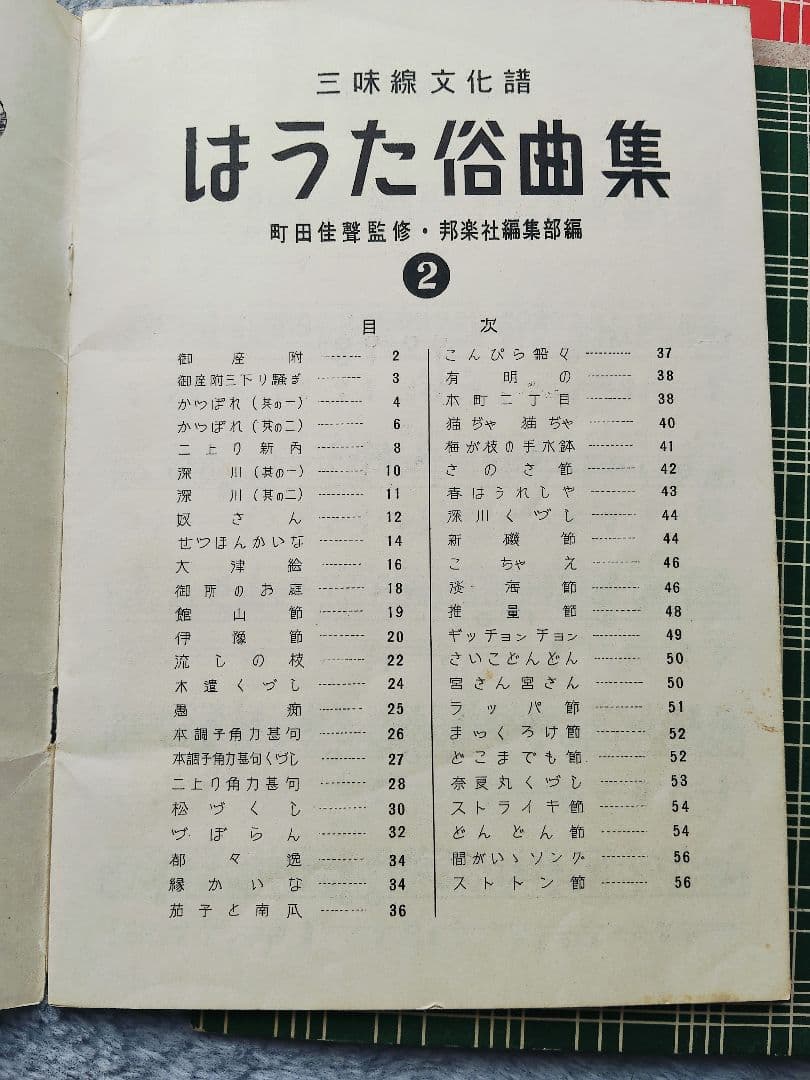 三味線文化譜
はうた俗曲集
町田佳聲監修・邦楽社編集部編
2
目次
御座附 -------- 2
御座附三下り騒ぎ -------- 3
かつぽれ(其の一) -------- 4
かつぽれ(其の二) -------- 6
二上り新内 -------- 8
深川(其の一) -------- 10
深川(其の二) -------- 11
奴さん -------- 12
せつほんかいな -------- 14
大津絵 -------- 16
御所のお庭 -------- 18
館山節 -------- 19
伊豫節 -------- 20
流しの枝 -------- 22
木遣くづし -------- 24
愚痴 -------- 25
本調子角力甚句 -------- 26
本調子角力甚句くづし -------- 27
二上り角力甚句 -------- 28
松づくし -------- 30
づぼらん -------- 32
都々逸 -------- 34
縁かいな -------- 34
茄子と南瓜 -------- 36
こんぴら船々 -------- 37
有明の -------- 38
本町二丁目 -------- 38
猫ぢゃ猫ぢゃ -------- 40
梅が枝の手水鉢 -------- 41
さのさ節 -------- 42
春はうれしや -------- 43
深川くづし -------- 44
新磯節 -------- 44
こちゃえ -------- 46
淡海節 -------- 46
推量節 -------- 48
ギッチョンチョン -------- 49
さいこどんどん -------- 50
宮さん宮さん -------- 50
ラッパ節 -------- 51
まっくろけ節 -------- 52
どこまでも節 -------- 52
奈良丸くづし -------- 53
ストライキ節 -------- 54
どんどん節 -------- 54
間がいゝソング -------- 56
ストトン節 -------- 56